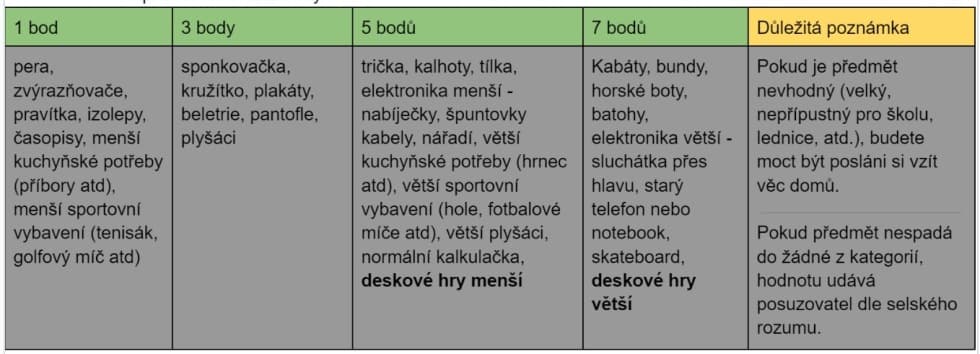 1 bod
3 body
5 bodů
7 bodů
Důležitá poznámka
pera,
zvýrazňovače,
pravítka, izolepy,
časopisy, menší
kuchyňské potřeby
(příbory atd),
menší sportovní
vybavení (tenisák,
golfový míč atd)
sponkovačka,
kružítko, plakáty,
beletrie, pantofle,
plyšáci
trička, kalhoty, tílka,
elektronika menší -
nabíječky, špuntovky
kabely, nářadí, větší
kuchyňské potřeby (hrnec
atd), větší sportovní
vybavení (hole, fotbalové
míče atd), větší plyšáci,
normální kalkulačka,
deskové hry menší
Kabáty, bundy,
horské boty,
batohy,
elektronika větší -
sluchátka přes
hlavu, starý
telefon nebo
notebook,
skateboard,
deskové hry
větší
Pokud je předmět
nevhodný (velký,
nepřípustný pro školu,
lednice, atd.), budete
moct být posláni si vzít
věc domů.
Pokud předmět nespadá
do žádné z kategorií,
hodnotu udává
posuzovatel dle selského
rozumu.